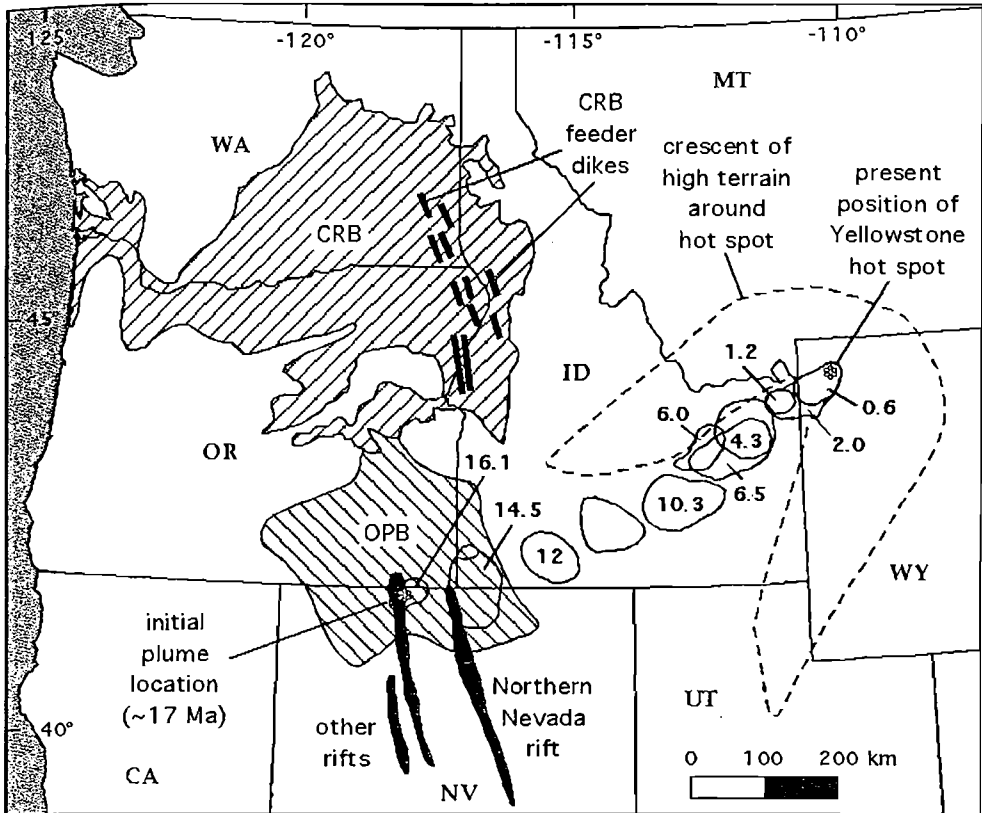 -125°
-120°
-115°
-110°
MT
WA
CRB
feeder
dikes
crescent of
high terrain
around
hot spot
present
position of
Yellowstone
hot spot
CRB
45
ID
1.2
0.6
6.0
4.3
2.0
OR
16.1
6.5
14.5
10.3
OPB
12
WY
initial
plume
location
(~17 Ma)
Northern
Nevada
rift
other
rifts
UT
40°
0 100 200 km
CA
NV